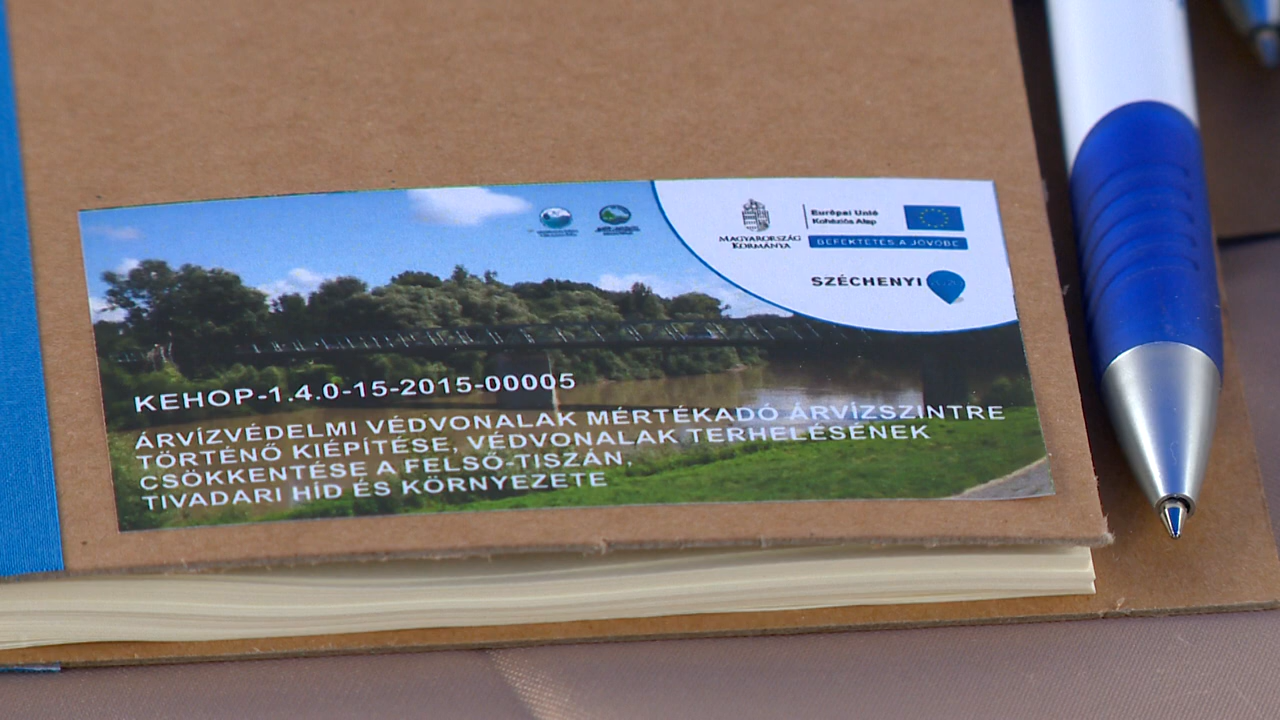 MAGYARORSZÁG
KORMÁNYA
Európai Unió
Kohéziós Alap
BEFEKTETÉS A JÖVŐBE
SZÉCHENYI
KEHOP-1.4.0-15-2015-00005
ÁRVÍZVÉDELMI VÉDVONALAK MÉRTÉKADÓ ÁRVÍZSZINTRE
TÖRTÉNŐ KIÉPÍTÉSE, VÉDVONALAK TERHELÉSÉNEK
CSÖKKENTÉSE A FELSŐ-TISZÁN,
TIVADARI HÍD ÉS KÖRNYEZETE